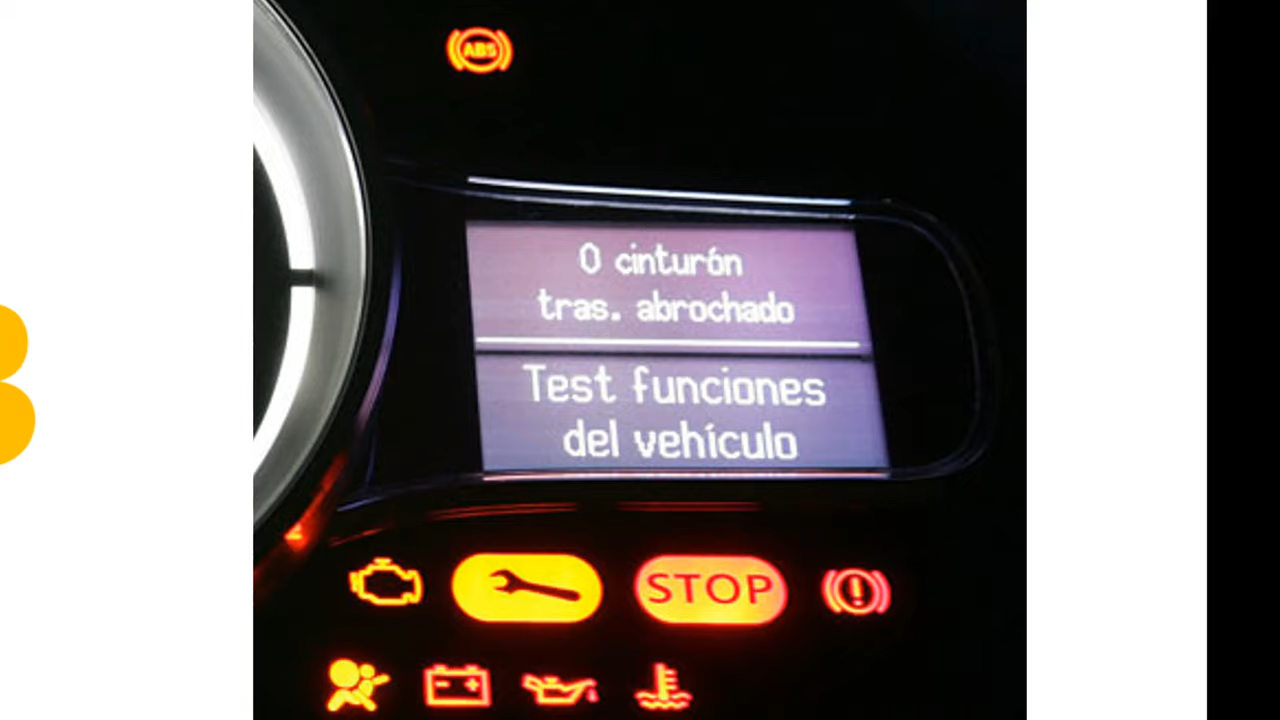 ABS
0 cinturón
tras. abrochado
Test funciones
del vehículo
STOP